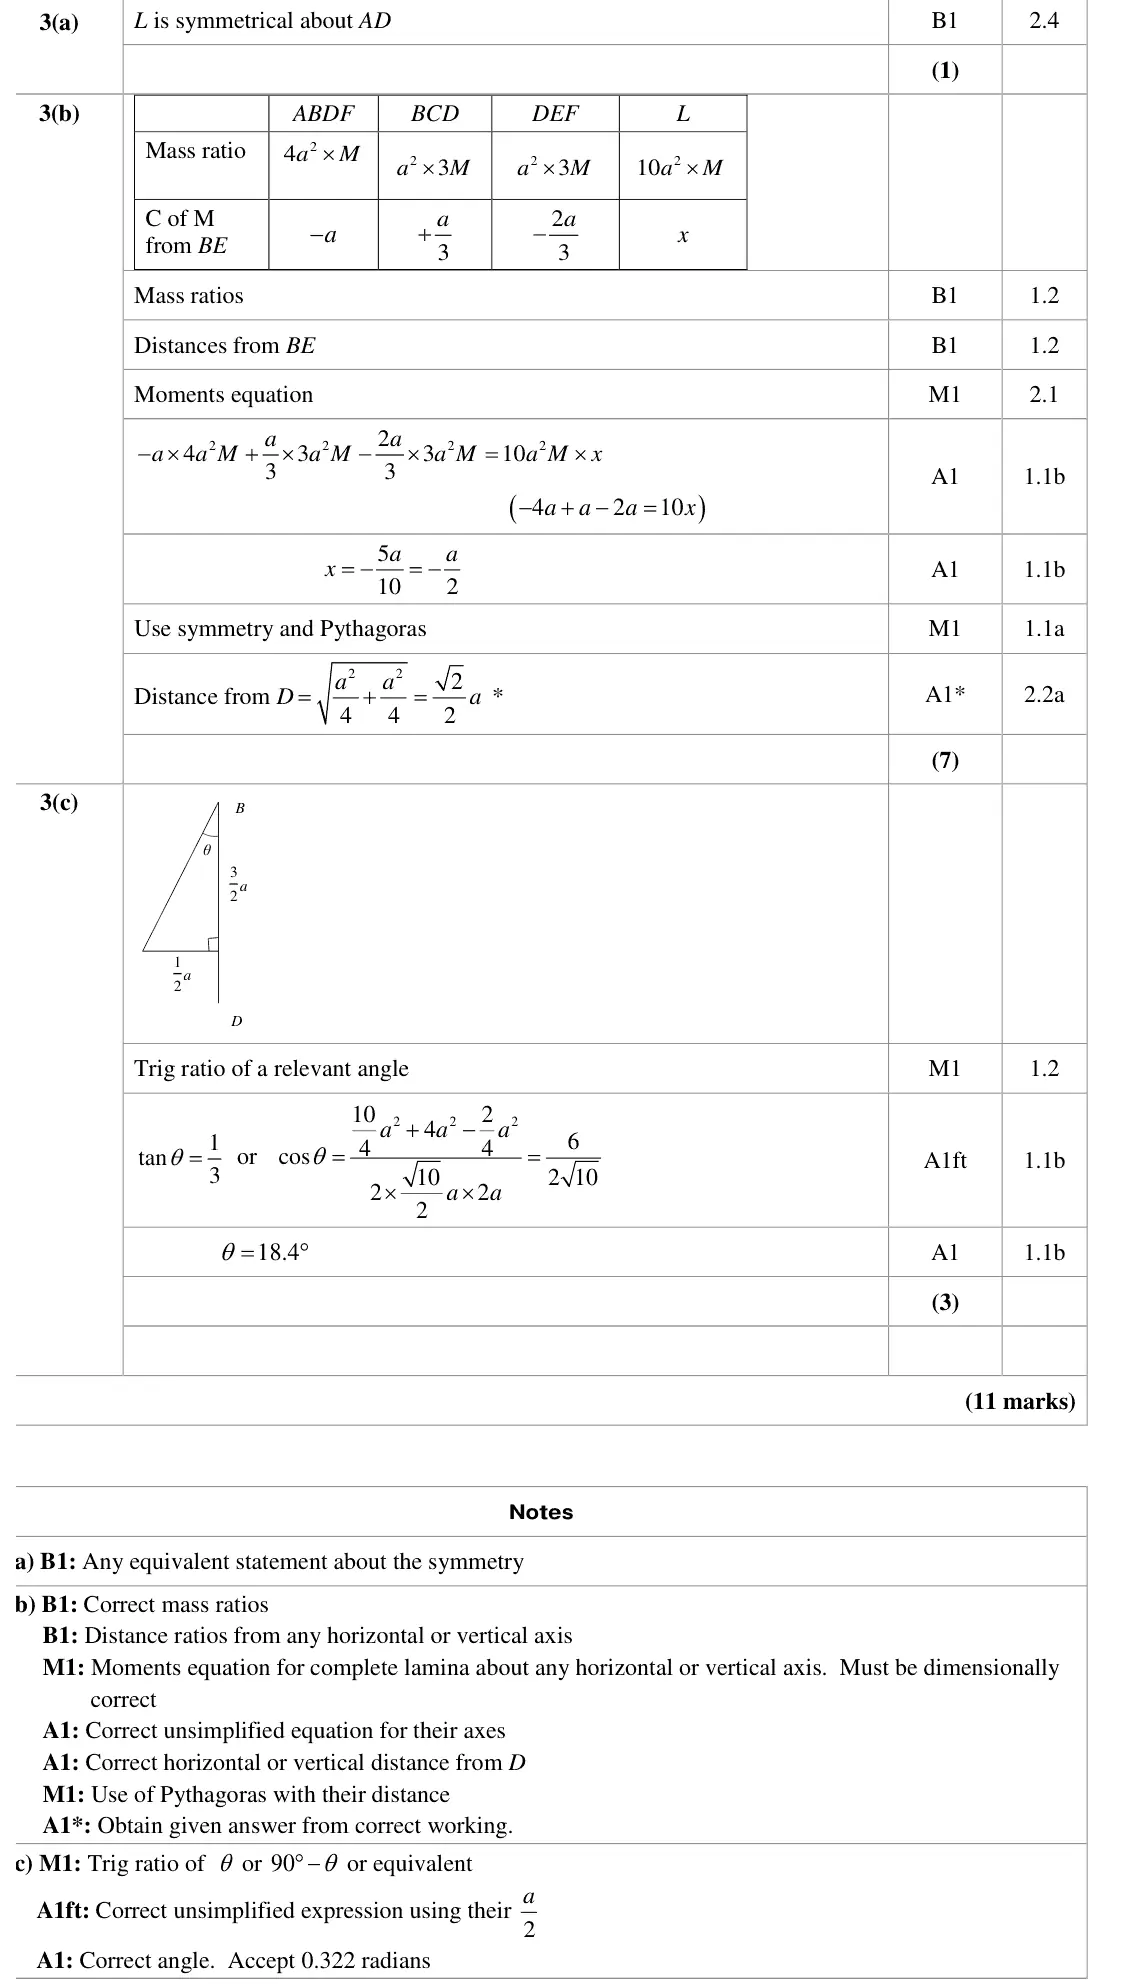 3(a) L is symmetrical about AD B1 2.4
(1)
3(b) ABDF BCD DEF L
Mass ratio 4a² × M a² × 3M a² × 3M 10a² × M
C of M from BE −a +a/3 −2a/3 x
Mass ratios B1 1.2
Distances from BE B1 1.2
Moments equation M1 2.1
−a × 4a²M + a/3 × 3a²M − 2a/3 × 3a²M = 10a²M × x
(−4a + a − 2a = 10x) A1 1.1b
x = −5a/10 = −a/2 A1 1.1b
Use symmetry and Pythagoras M1 1.1a
Distance from D = √(a²/4 + a²/4) = √2/2 a * A1* 2.2a
(7)
3(c)
B
θ
3/2 a
1/2 a
D
Trig ratio of a relevant angle M1 1.2
tan θ = 1/3 or cos θ = (10/4 a² + 4a² − 2/4 a²)/(2 × √10/2 a × 2a) = 6/(2√10) A1ft 1.1b
θ = 18.4° A1 1.1b
(3)
(11 marks)
Notes
a) B1: Any equivalent statement about the symmetry
b) B1: Correct mass ratios
B1: Distance ratios from any horizontal or vertical axis
M1: Moments equation for complete lamina about any horizontal or vertical axis. Must be dimensionally
correct
A1: Correct unsimplified equation for their axes
A1: Correct horizontal or vertical distance from D
M1: Use of Pythagoras with their distance
A1*: Obtain given answer from correct working.
c) M1: Trig ratio of θ or 90° − θ or equivalent
A1ft: Correct unsimplified expression using their a/2
A1: Correct angle. Accept 0.322 radians